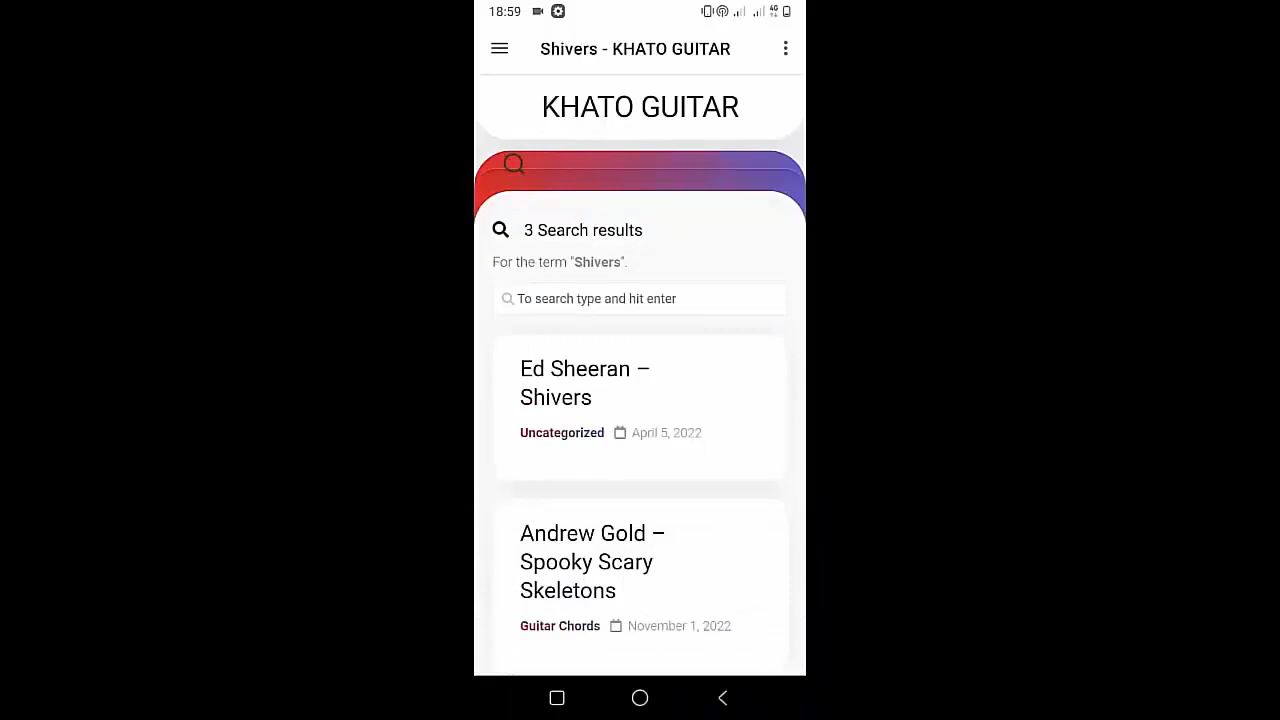 18:59
4G
Shivers - KHATO GUITAR
KHATO GUITAR
3 Search results
For the term "Shivers".
To search type and hit enter
Ed Sheeran –
Shivers
Uncategorized April 5, 2022
Andrew Gold –
Spooky Scary
Skeletons
Guitar Chords November 1, 2022